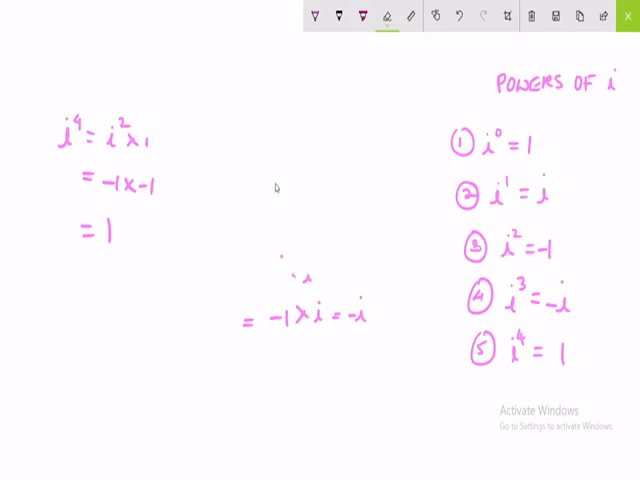 POWERS OF i
i⁴ = i² × 1
= -1 × -1
= 1
= -1 × i = -i
① i⁰ = 1
② i¹ = i
③ i² = -1
④ i³ = -i
⑤ i⁴ = 1
Activate Windows
Go to Settings to activate Windows.